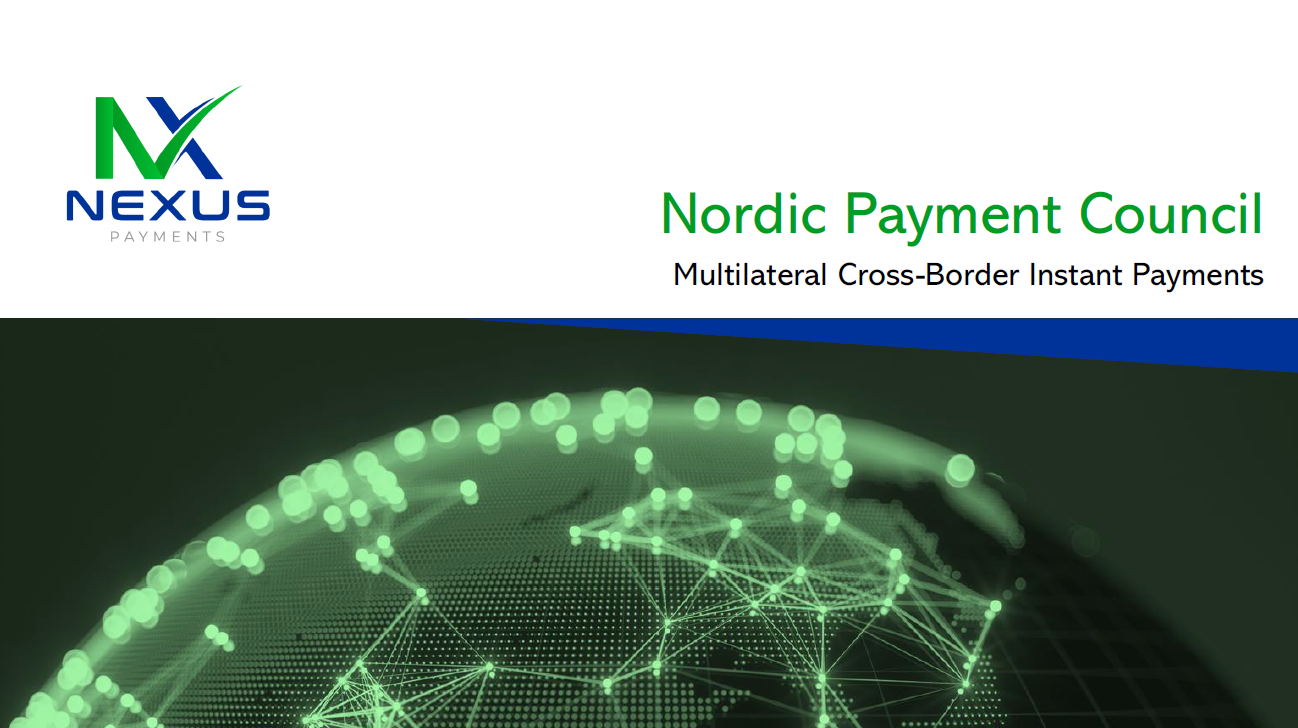 NEXUS
PAYMENTS
Nordic Payment Council
Multilateral Cross-Border Instant Payments